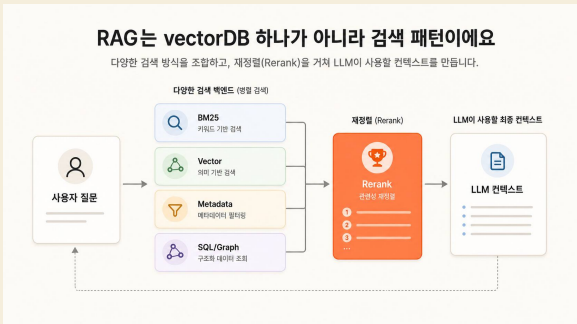 RAG는 vectorDB 하나가 아니라 검색 패턴이에요
다양한 검색 방식을 조합하고, 재정렬(Rerank)을 거쳐 LLM이 사용할 컨텍스트를 만듭니다.
다양한 검색 백엔드 (병렬 검색)
사용자 질문
BM25
키워드 기반 검색
Vector
의미 기반 검색
Metadata
메타데이터 필터링
SQL/Graph
구조화 데이터 조회
재정렬 (Rerank)
Rerank
관련성 재정렬
1
2
3
...
LLM이 사용할 최종 컨텍스트
LLM 컨텍스트